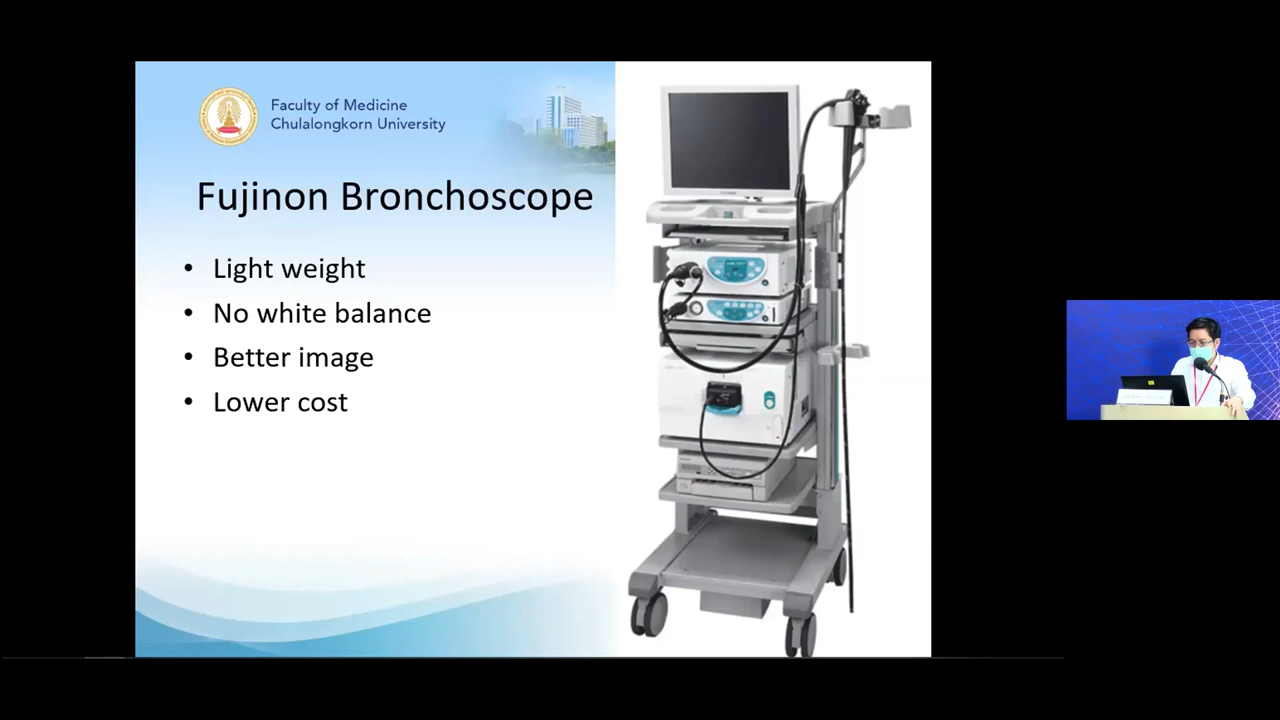 Faculty of Medicine
Chulalongkorn University
Fujinon Bronchoscope
• Light weight
• No white balance
• Better image
• Lower cost